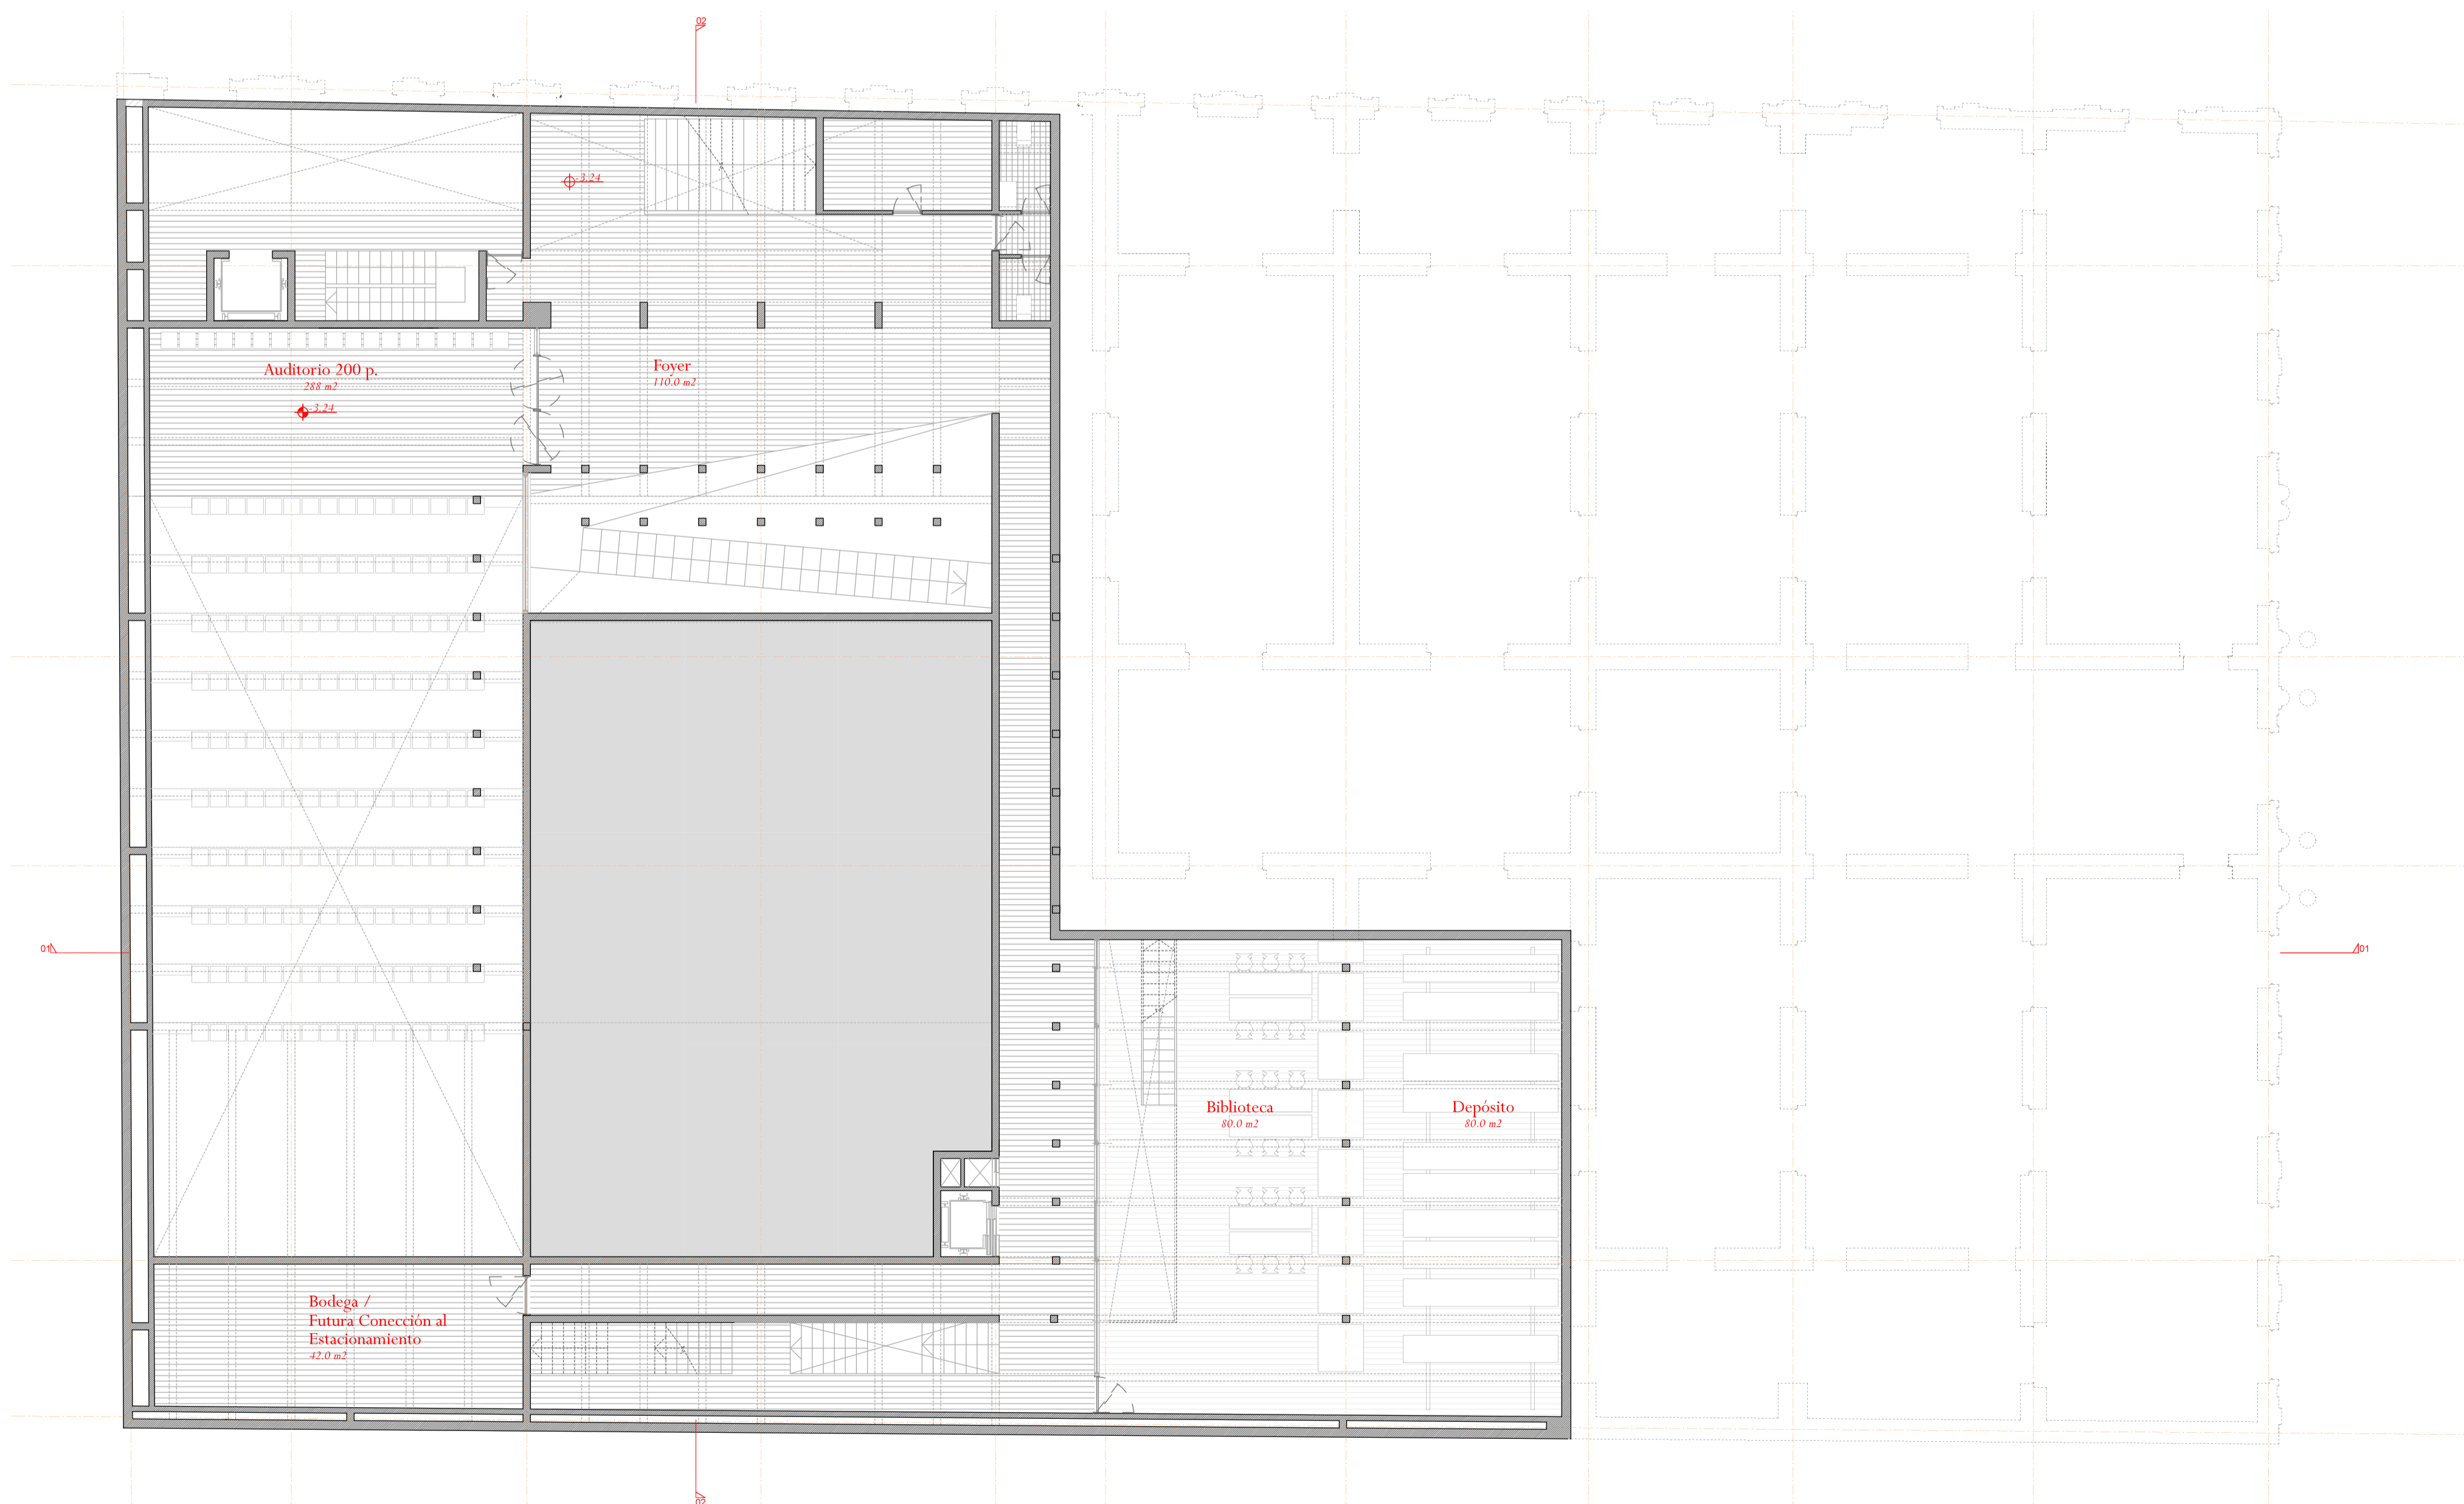 02
-3.24
Auditorio 200 p.
288 m2
-3.24
Foyer
110.0 m2
01
01
Biblioteca
80.0 m2
Depósito
80.0 m2
Bodega /
Futura Conección al
Estacionamiento
42.0 m2
02